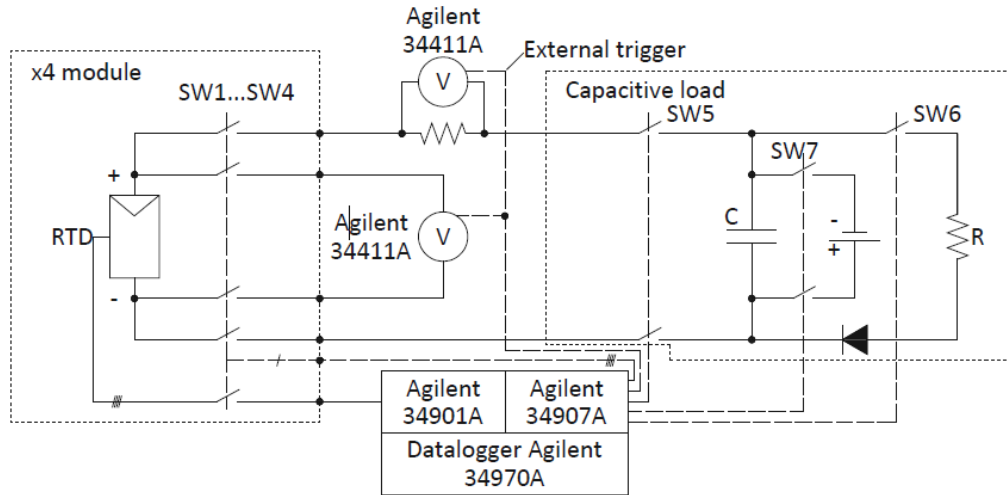 Agilent
34411A
External trigger
x4 module
SW1...SW4
V
Capacitive load
SW5
SW6
SW7
+
RTD
-
Agilent
34411A
V
C
-
+
R
Agilent
34901A
Agilent
34907A
Datalogger Agilent
34970A